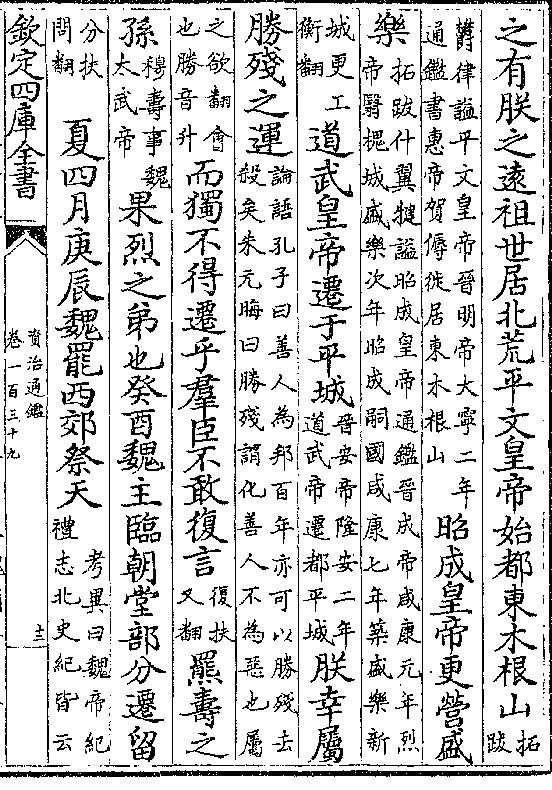 之有朕之遠祖世居北荒平文皇帝始都東木根山拓跋
欝律謚平文皇帝晉明帝大寧二年通鑑書惠帝賀傉徙居東木根山昭成皇帝更營盛
樂拓跋什翼犍謚昭成皇帝通鑑晉成帝咸康元年烈帝翳槐城盛樂次年昭成嗣國咸康七年築盛樂新
城更工衡翻道武皇帝遷于平城晉安帝隆安二年道武帝遷都平城朕幸屬
勝殘之運論語孔子曰善人為邦百年亦可以勝殘去殺矣朱元晦曰勝殘謂化善人不為惡也屬
之欲翻會也勝音升而獨不得遷乎羣臣不敢復言復扶又翻羆壽之
孫穆壽事魏太武帝果烈之弟也癸酉魏主臨朝堂部分遷留
分扶問翻夏四月庚辰魏罷西郊祭天考異曰魏帝紀禮志北史紀皆云
欽定四庫全書
資治通鑑
卷一百三十九
十三